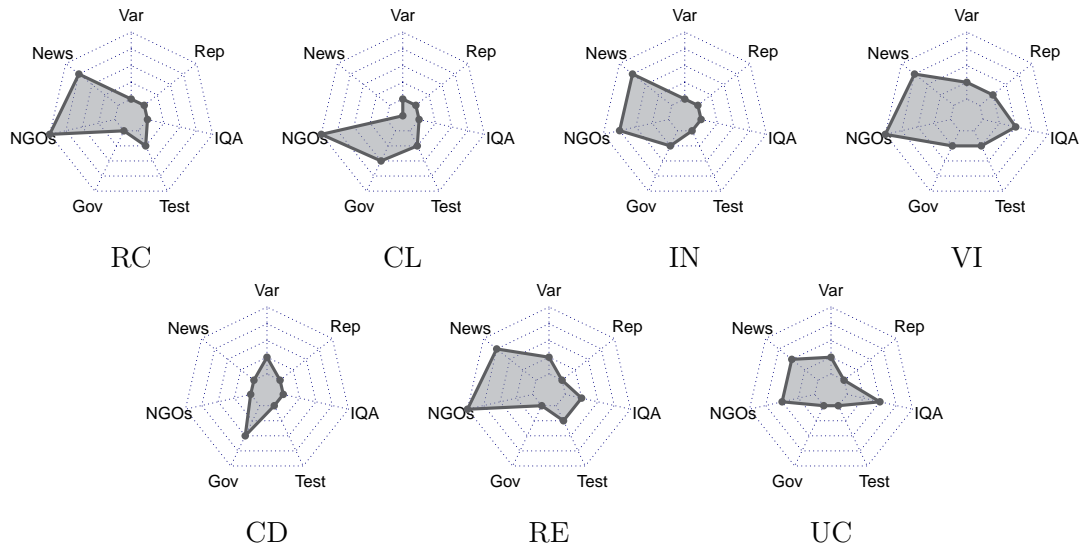 Var
News
Rep
NGOs
IQA
Gov
Test
RC
Var
News
Rep
NGOs
IQA
Gov
Test
CL
Var
News
Rep
NGOs
IQA
Gov
Test
IN
Var
News
Rep
NGOs
IQA
Gov
Test
VI
Var
News
Rep
NGOs
IQA
Gov
Test
CD
Var
News
Rep
NGOs
IQA
Gov
Test
RE
Var
News
Rep
NGOs
IQA
Gov
Test
UC